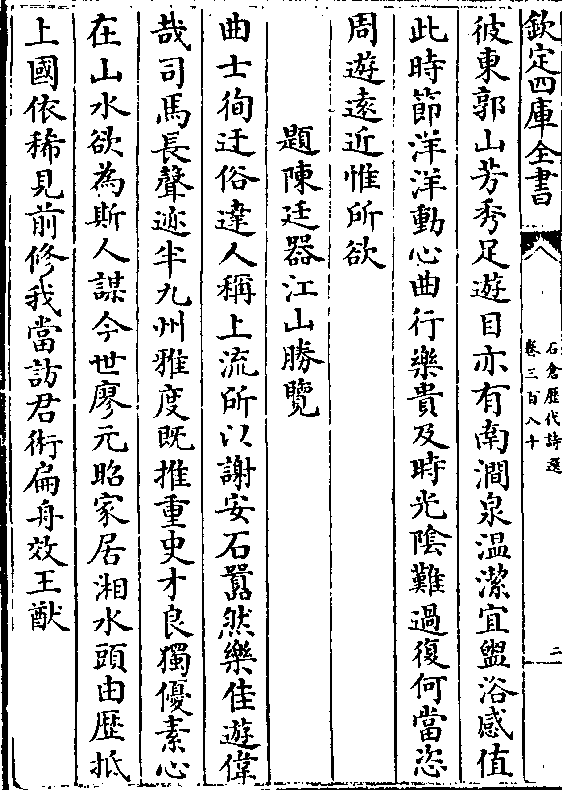 欽定四庫全書
石倉歷代詩選
卷三百八十
二
彼東郭山芳秀足遊目亦有南澗泉温潔宜盥浴感值
此時節洋洋動心曲行樂貴及時光陰難過復何當恣
周遊遠近惟所欲
題陳廷器江山勝覽
曲士徇迂俗達人稱上流所以謝安石囂然樂佳遊偉
哉司馬長聲迹半九州雅度既推重史才良獨優素心
在山水欲為斯人謀今世廖元昭家居湘水頭由歴抵
上國依稀見前修我當訪君術扁舟效王猷